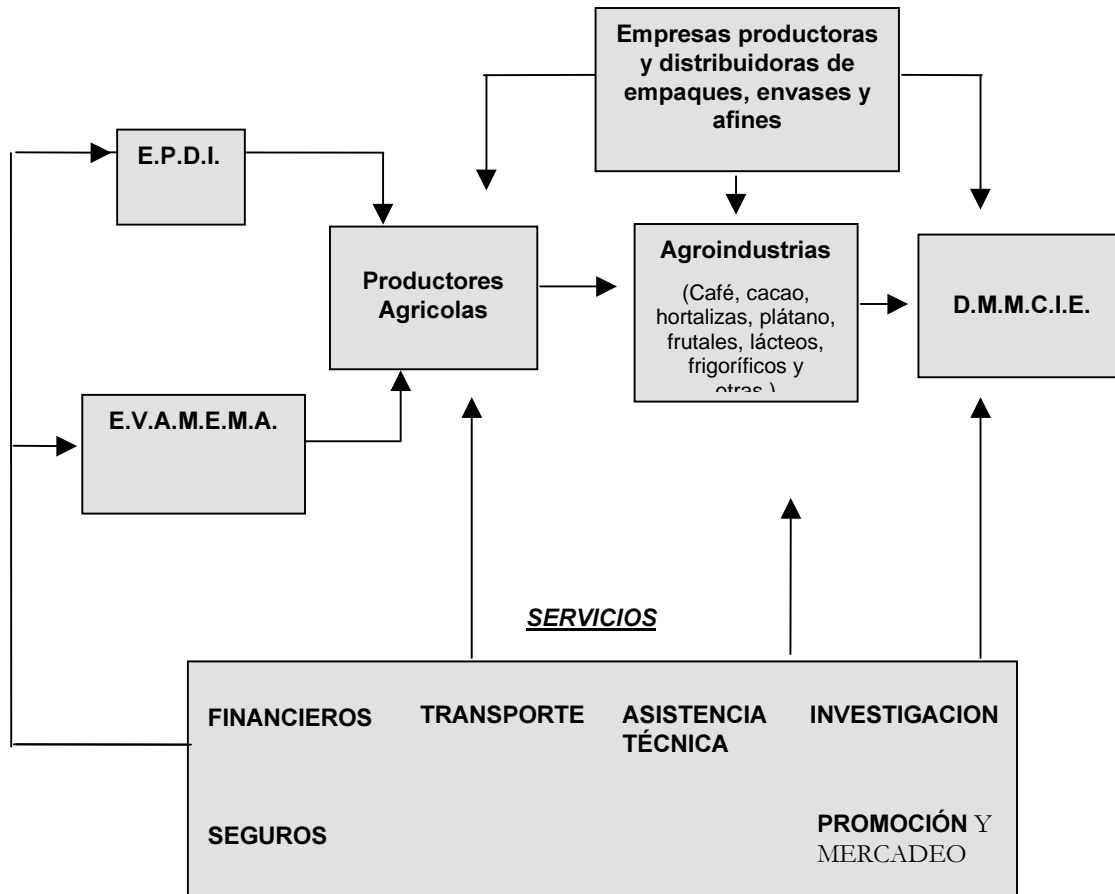 Empresas productoras
y distribuidoras de
empaques, envases y
afines
E.P.D.I.
Productores
Agricolas
Agroindustrias
(Café, cacao,
hortalizas, plátano,
frutales, lácteos,
frigoríficos y
otras )
D.M.M.C.I.E.
E.V.A.M.E.M.A.
SERVICIOS
FINANCIEROS
TRANSPORTE
ASISTENCIA
TÉCNICA
INVESTIGACION
SEGUROS
PROMOCIÓN Y
MERCADEO